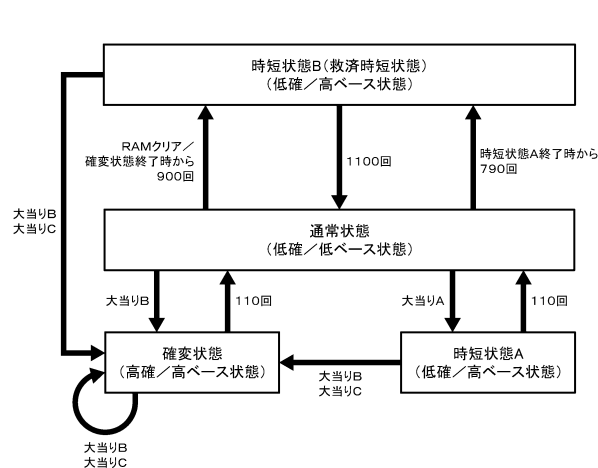 時短状態B（救済時短状態）
（低確／高ベース状態）
RAMクリア／
確変状態終了時から
900回
1100回
時短状態A終了時から
790回
大当りB
大当りC
通常状態
（低確／低ベース状態）
大当りB
110回
大当りA
110回
確変状態
（高確／高ベース状態）
時短状態A
（低確／高ベース状態）
大当りB
大当りC
大当りB
大当りC